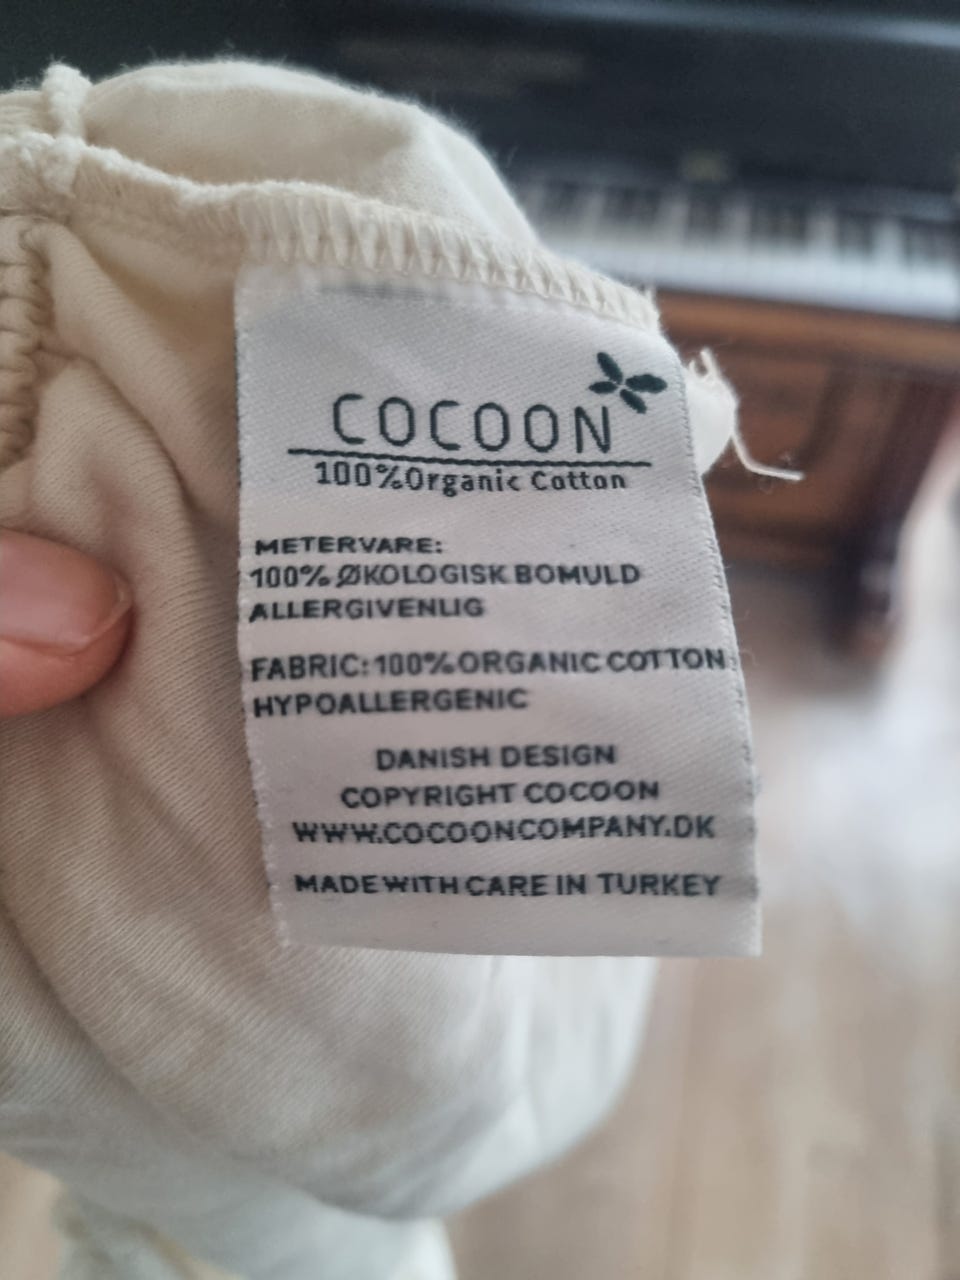 COCOON
100%Organic Cotton
METERVARE:
100% ØKOLOGISK BOMULD
ALLERGIVENLIG
FABRIC: 100% ORGANIC COTTON
HYPOALLERGENIC
DANISH DESIGN
COPYRIGHT COCOON
WWW.COCOONCOMPANY.DK
MADE WITH CARE IN TURKEY